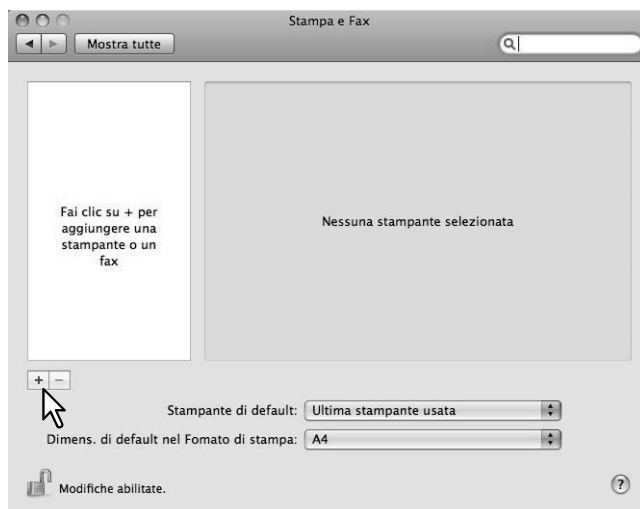 Stampa e Fax
Mostra tutte
Fai clic su + per
aggiungere una
stampante o un
fax
Nessuna stampante selezionata
+ −
Stampante di default: Ultima stampante usata
Dimens. di default nel Fomato di stampa: A4
Modifiche abilitate.
?